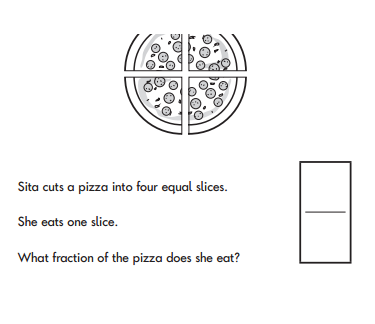 Sita cuts a pizza into four equal slices.
She eats one slice.
What fraction of the pizza does she eat?